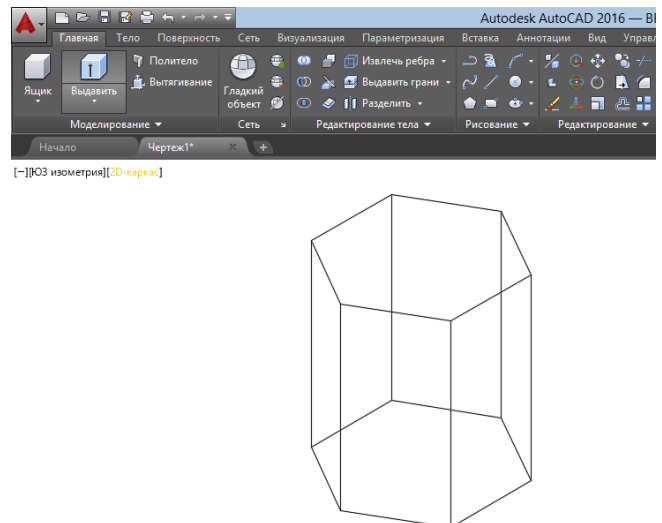 Autodesk AutoCAD 2016 — BE
Главная Тело Поверхность Сеть Визуализация Параметризация Вставка Аннотации Вид Управл
Ящик Выдавить Политело Вытягивание Гладкий объект Извлечь ребра Выдавить грани Разделить
Моделирование Сеть Редактирование тела Рисование Редактирование
Начало Чертеж1*
[−][ЮЗ изометрия][2D-каркас]